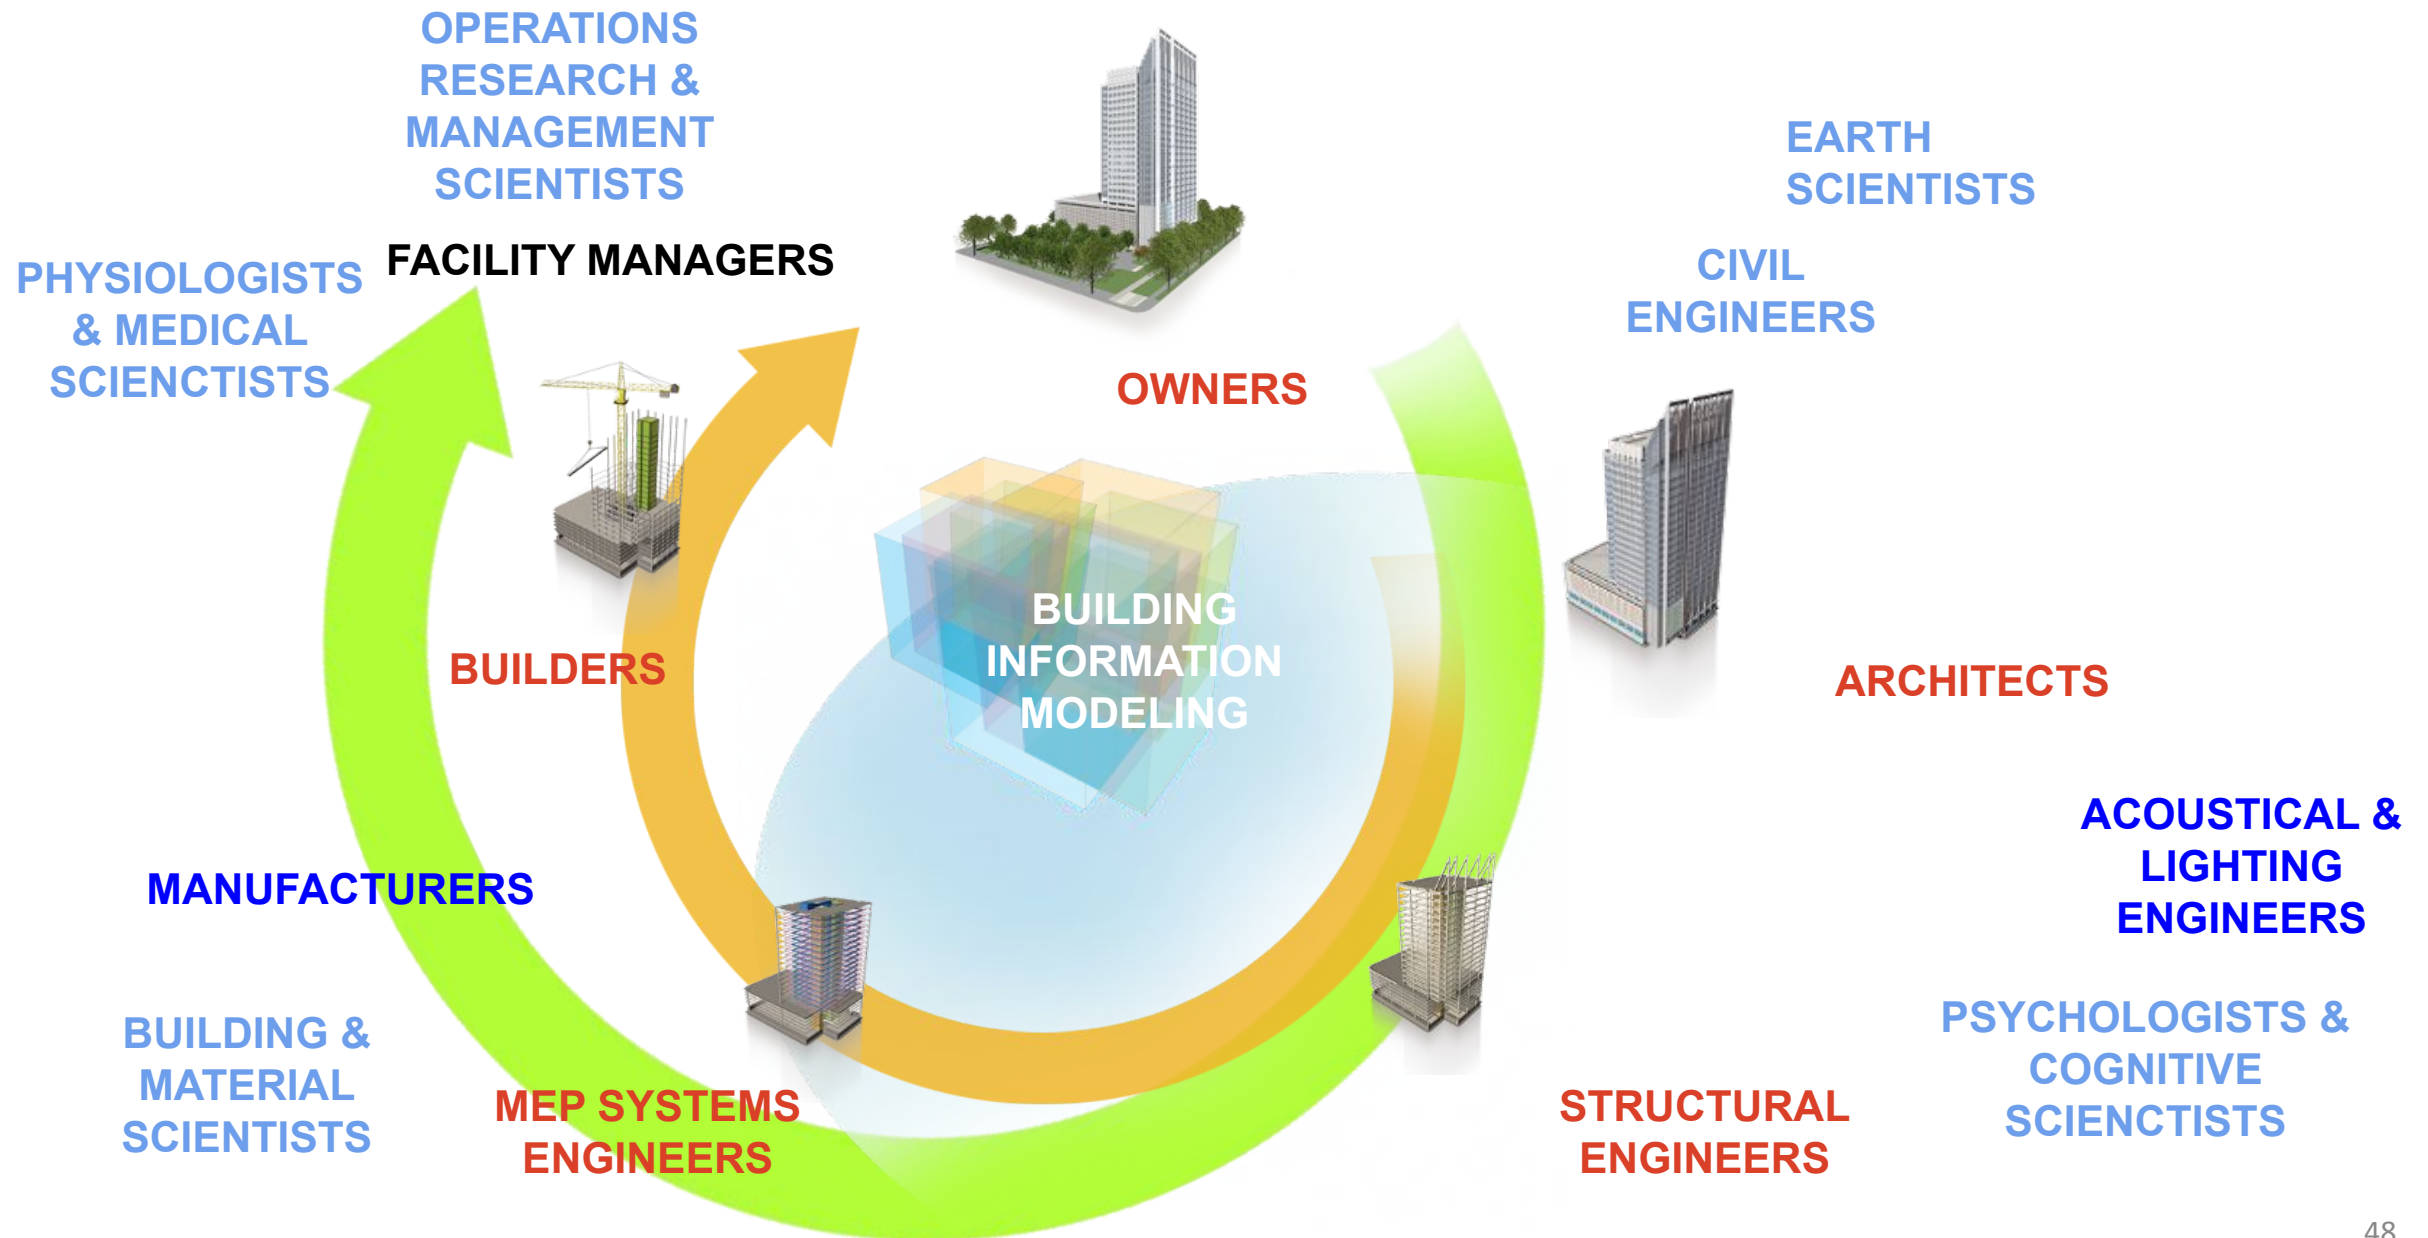 OPERATIONS
RESEARCH &
MANAGEMENT
SCIENTISTS
EARTH
SCIENTISTS
FACILITY MANAGERS
PHYSIOLOGISTS
& MEDICAL
SCIENCTISTS
CIVIL
ENGINEERS
OWNERS
BUILDING
INFORMATION
MODELING
BUILDERS
ARCHITECTS
MANUFACTURERS
ACOUSTICAL &
LIGHTING
ENGINEERS
BUILDING &
MATERIAL
SCIENTISTS
MEP SYSTEMS
ENGINEERS
STRUCTURAL
ENGINEERS
PSYCHOLOGISTS &
COGNITIVE
SCIENCTISTS
48